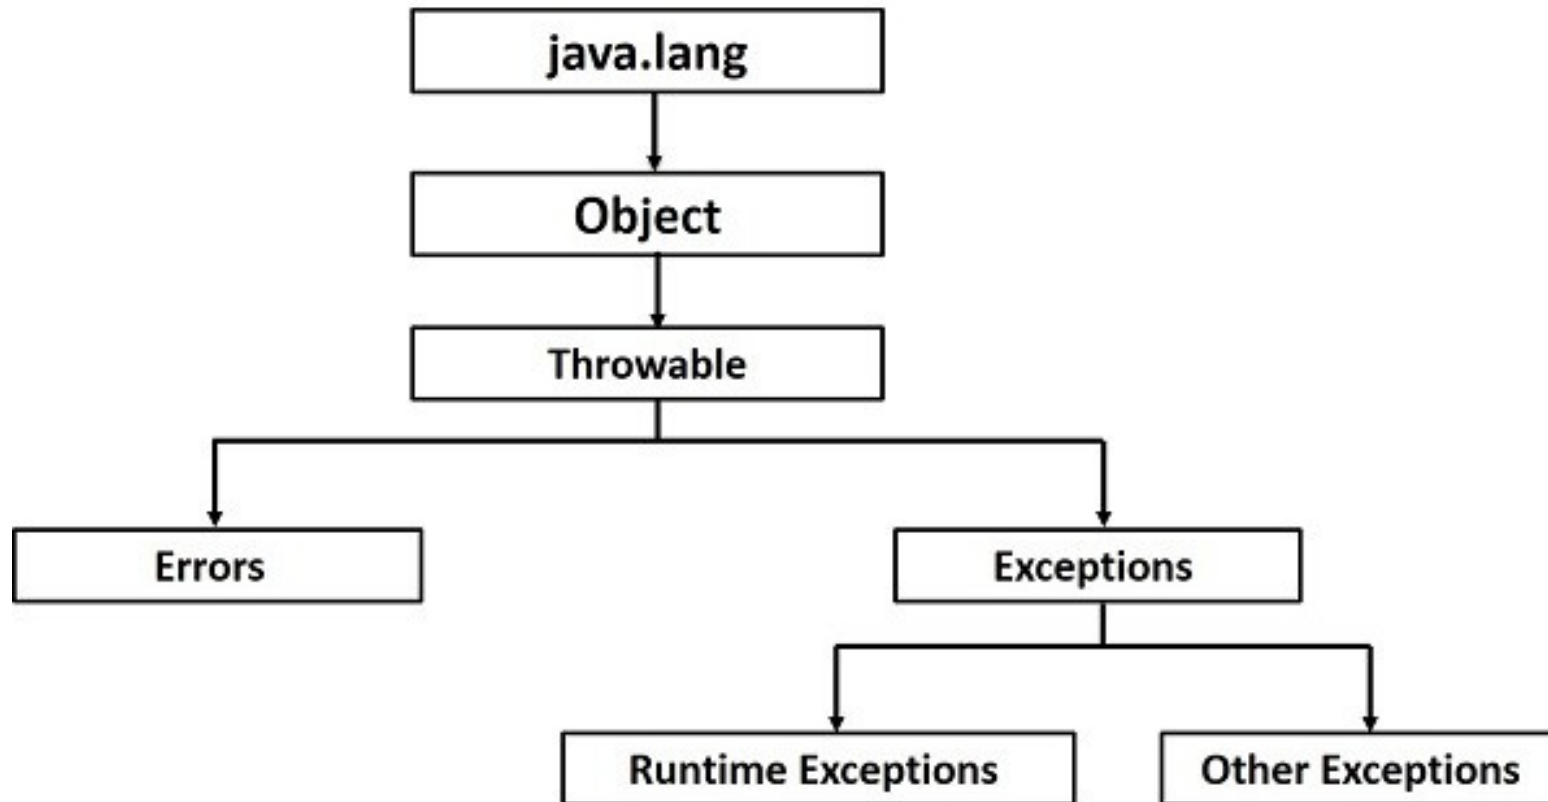 java.lang
Object
Throwable
Errors
Exceptions
Runtime Exceptions
Other Exceptions